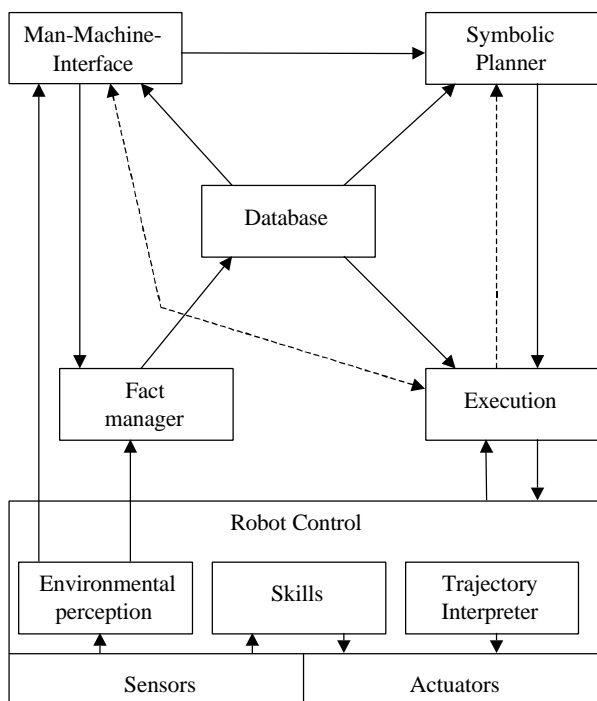 Man-Machine-
Interface
Symbolic
Planner
Database
Fact
manager
Execution
Robot Control
Environmental
perception
Skills
Trajectory
Interpreter
Sensors
Actuators